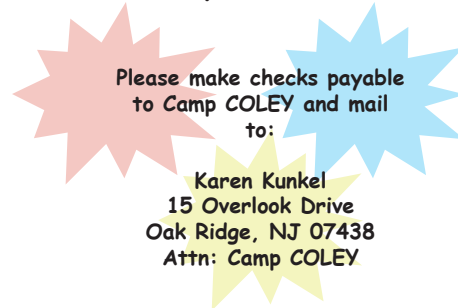 Please make checks payable
to Camp COLEY and mail
to:
Karen Kunkel
15 Overlook Drive
Oak Ridge, NJ 07438
Attn: Camp COLEY